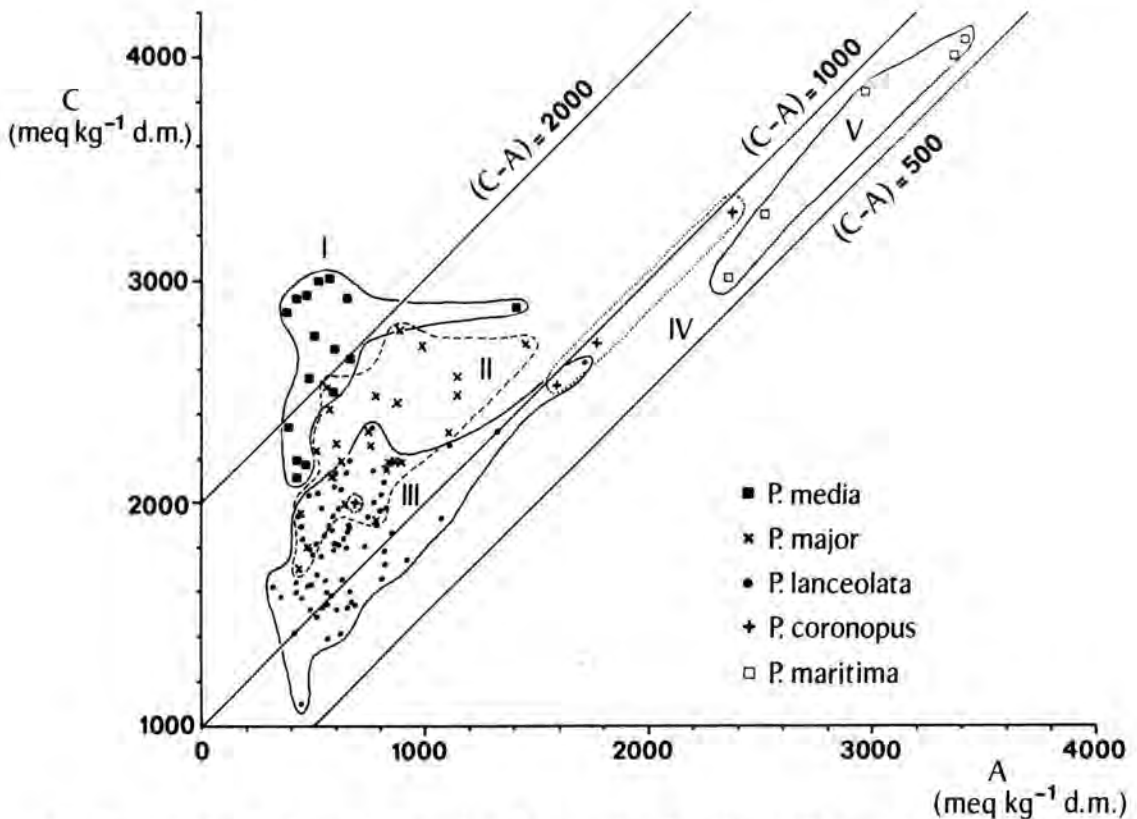 4000
C
(meq kg⁻¹ d.m.)
(C-A) = 2000
(C-A) = 1000
V
(C-A) = 500
3000
I
IV
II
2000
III
■ P. media
× P. major
• P. lanceolata
+ P. coronopus
□ P. maritima
1000
0
1000
2000
3000
4000
A
(meq kg⁻¹ d.m.)